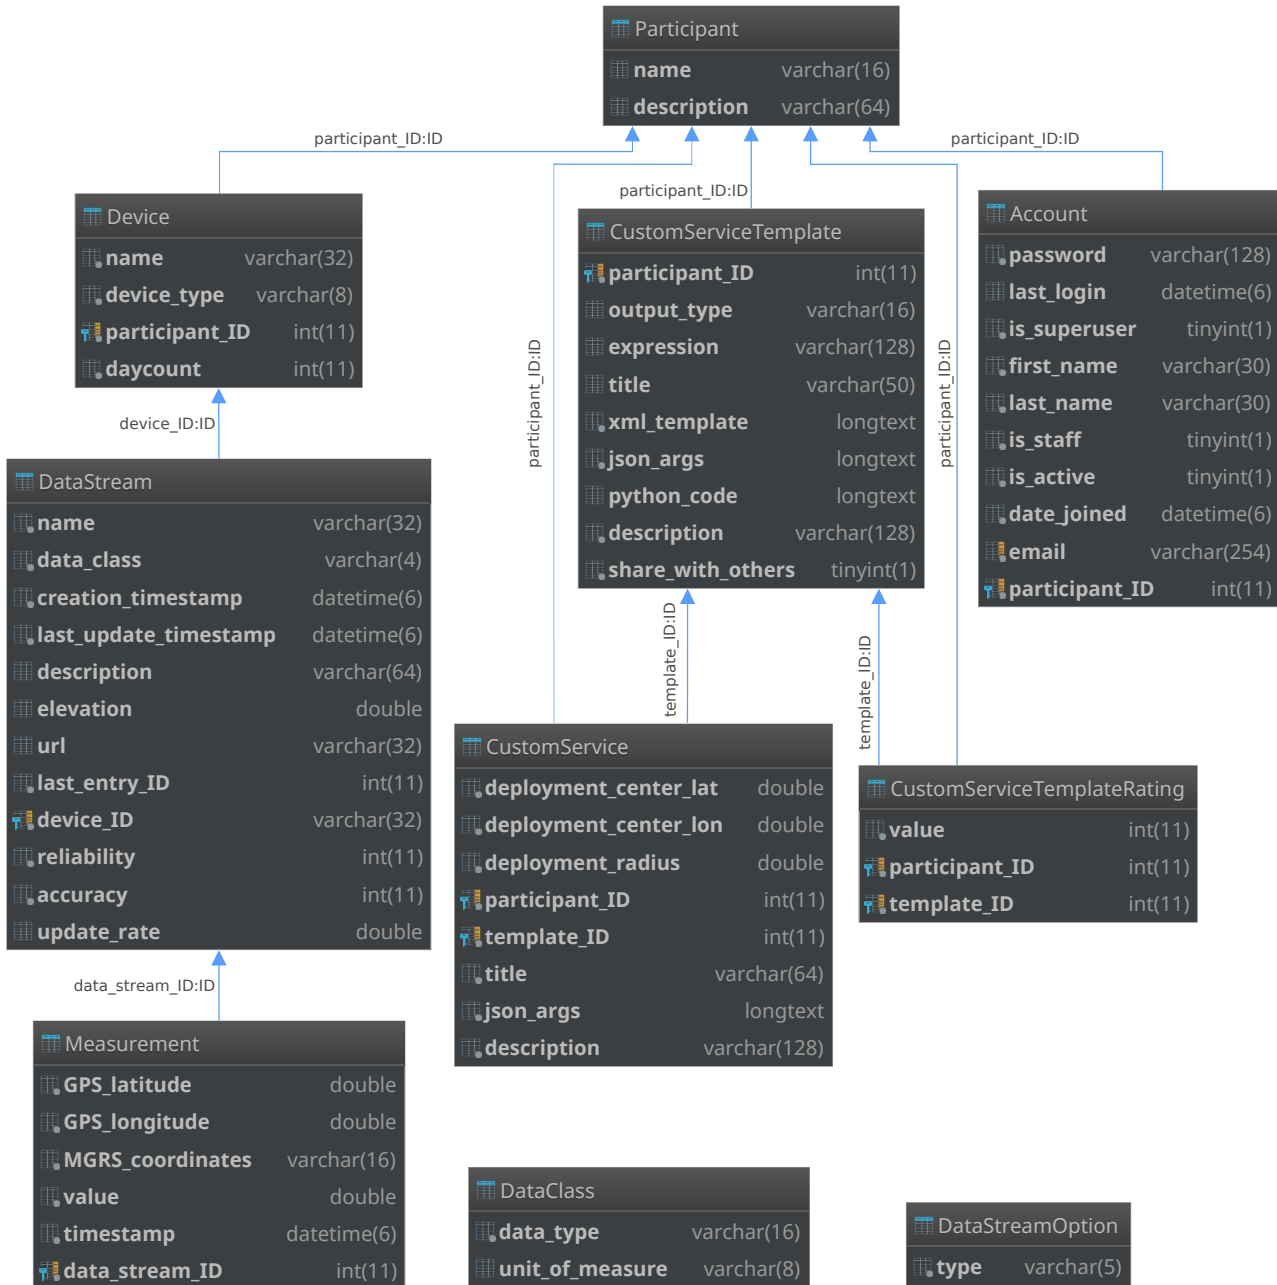 Participant
name varchar(16)
description varchar(64)
participant_ID:ID
participant_ID:ID
participant_ID:ID
participant_ID:ID
participant_ID:ID
Device
name varchar(32)
device_type varchar(8)
participant_ID int(11)
daycount int(11)
device_ID:ID
CustomServiceTemplate
participant_ID int(11)
output_type varchar(16)
expression varchar(128)
title varchar(50)
xml_template longtext
json_args longtext
python_code longtext
description varchar(128)
share_with_others tinyint(1)
template_ID:ID
template_ID:ID
Account
password varchar(128)
last_login datetime(6)
is_superuser tinyint(1)
first_name varchar(30)
last_name varchar(30)
is_staff tinyint(1)
is_active tinyint(1)
date_joined datetime(6)
email varchar(254)
participant_ID int(11)
DataStream
name varchar(32)
data_class varchar(4)
creation_timestamp datetime(6)
last_update_timestamp datetime(6)
description varchar(64)
elevation double
url varchar(32)
last_entry_ID int(11)
device_ID varchar(32)
reliability int(11)
accuracy int(11)
update_rate double
data_stream_ID:ID
CustomService
deployment_center_lat double
deployment_center_lon double
deployment_radius double
participant_ID int(11)
template_ID int(11)
title varchar(64)
json_args longtext
description varchar(128)
CustomServiceTemplateRating
value int(11)
participant_ID int(11)
template_ID int(11)
Measurement
GPS_latitude double
GPS_longitude double
MGRS_coordinates varchar(16)
value double
timestamp datetime(6)
data_stream_ID int(11)
DataClass
data_type varchar(16)
unit_of_measure varchar(8)
DataStreamOption
type varchar(5)